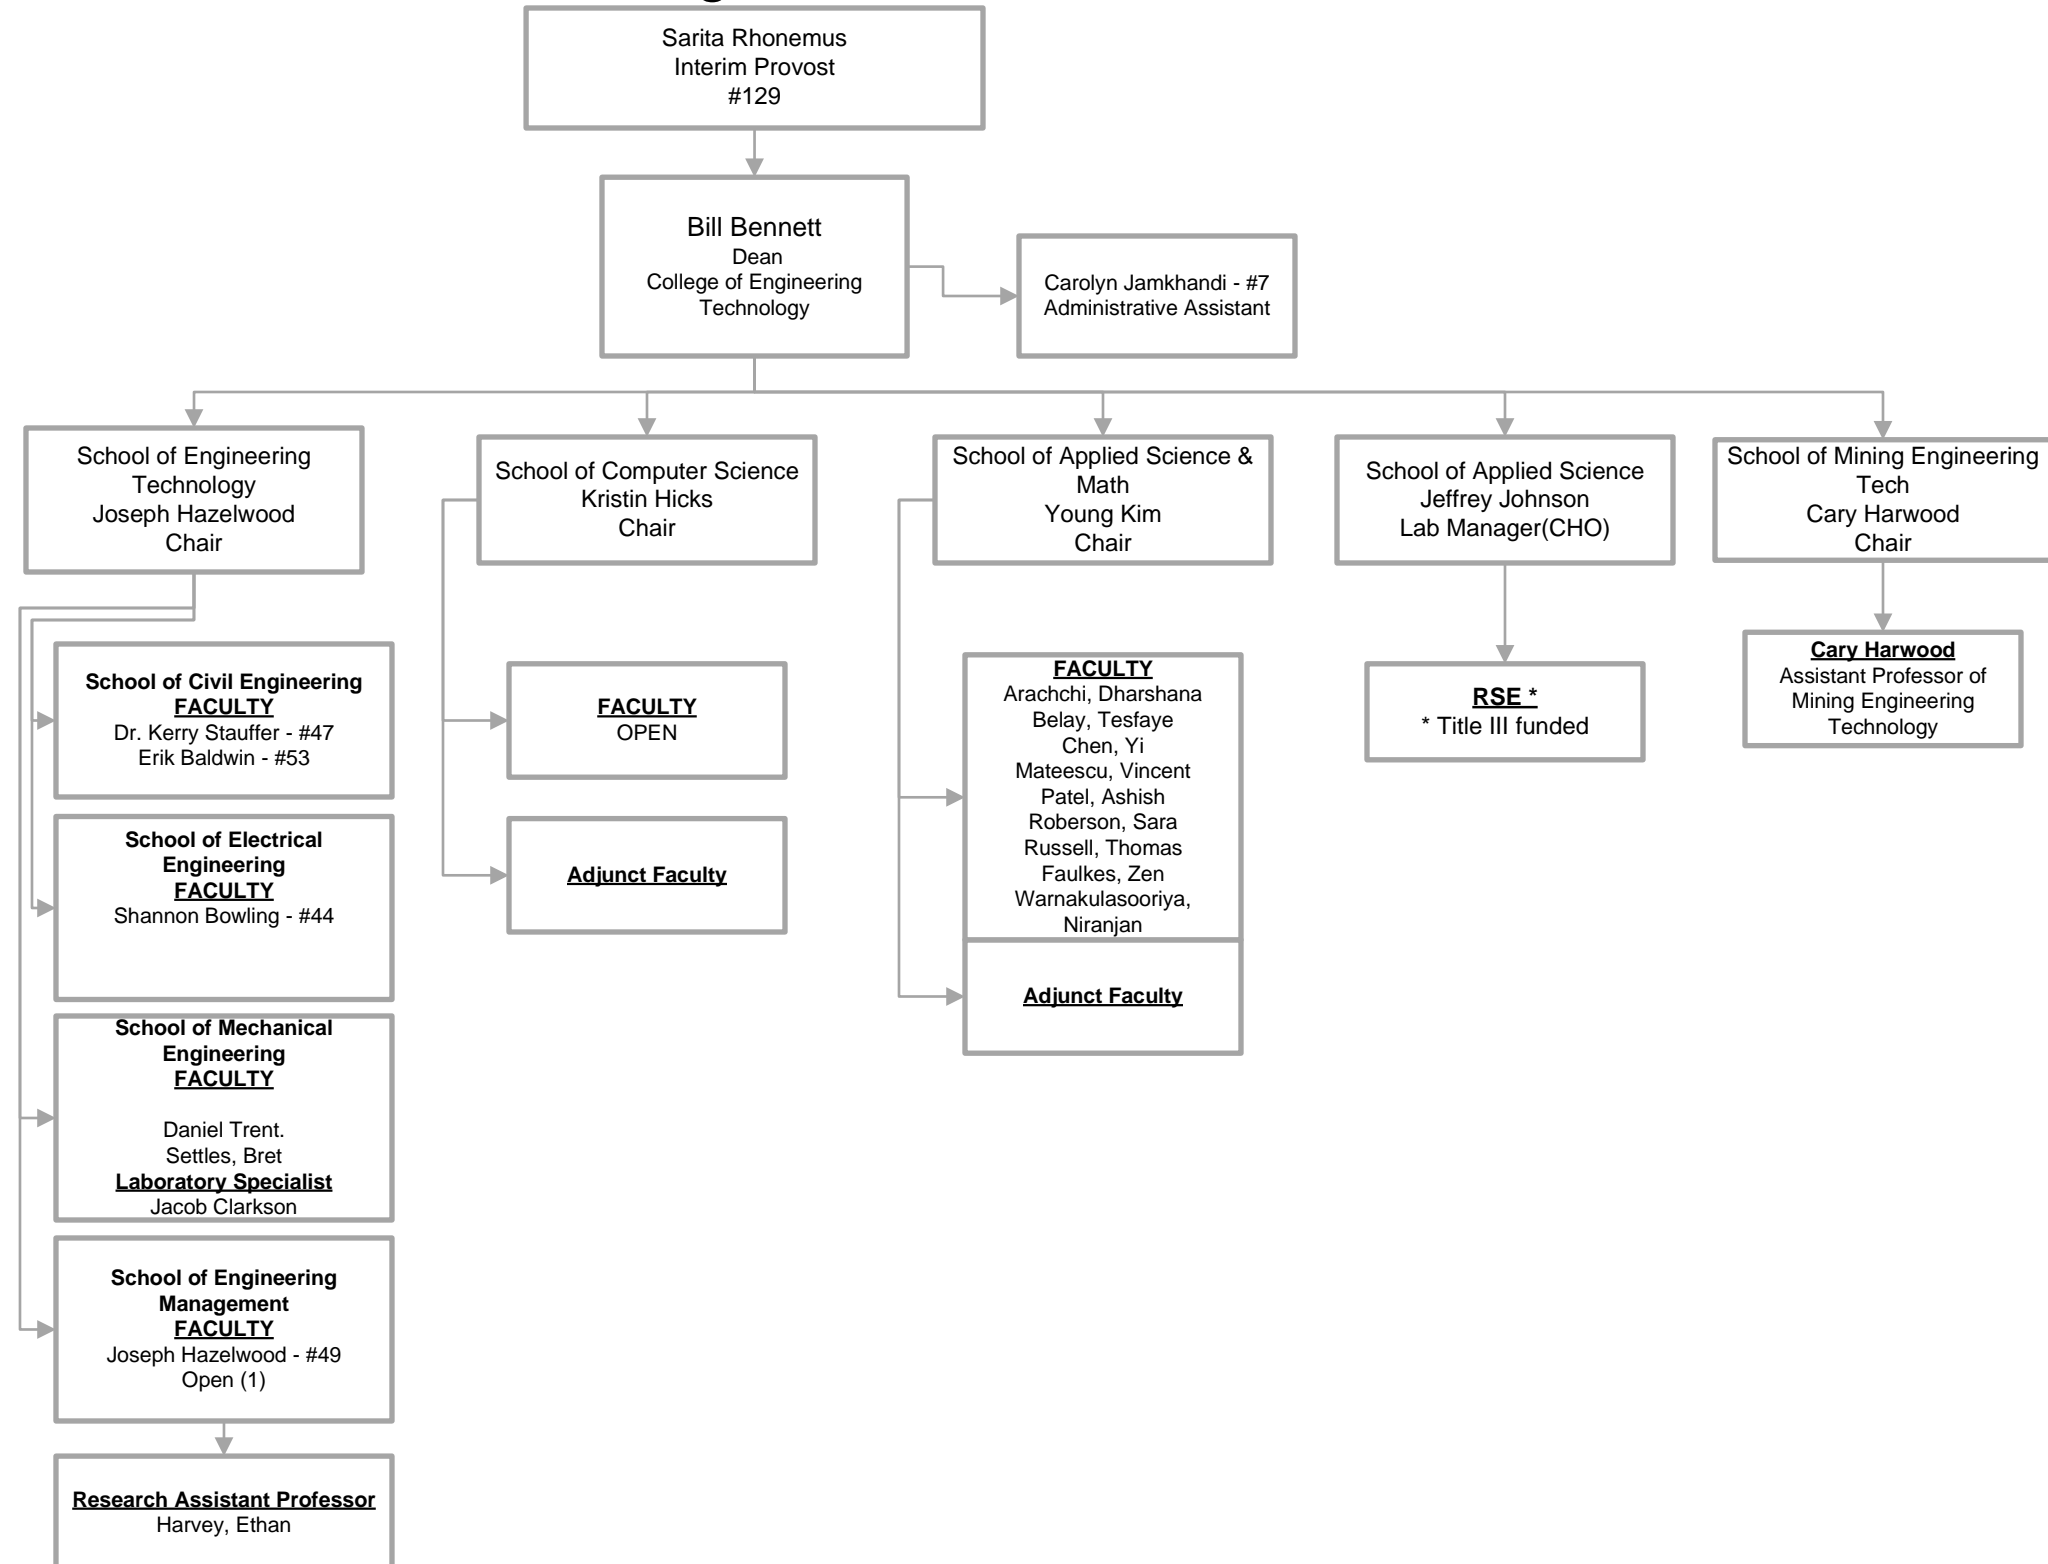 Sarita Rhonemus
Interim Provost
#129
Bill Bennett
Dean
College of Engineering
Technology
Carolyn Jamkhandi - #7
Administrative Assistant
School of Engineering
Technology
Joseph Hazelwood
Chair
School of Computer Science
Kristin Hicks
Chair
School of Applied Science &
Math
Young Kim
Chair
School of Applied Science
Jeffrey Johnson
Lab Manager(CHO)
School of Mining Engineering
Tech
Cary Harwood
Chair
School of Civil Engineering
FACULTY
Dr. Kerry Stauffer - #47
Erik Baldwin - #53
School of Electrical
Engineering
FACULTY
Shannon Bowling - #44
School of Mechanical
Engineering
FACULTY
Daniel Trent.
Settles, Bret
Laboratory Specialist
Jacob Clarkson
School of Engineering
Management
FACULTY
Joseph Hazelwood - #49
Open (1)
Research Assistant Professor
Harvey, Ethan
FACULTY
OPEN
Adjunct Faculty
FACULTY
Arachchi, Dharshana
Belay, Tesfaye
Chen, Yi
Mateescu, Vincent
Patel, Ashish
Roberson, Sara
Russell, Thomas
Faulkes, Zen
Warnakulasooriya,
Niranjan
Adjunct Faculty
RSE *
* Title III funded
Cary Harwood
Assistant Professor of
Mining Engineering
Technology